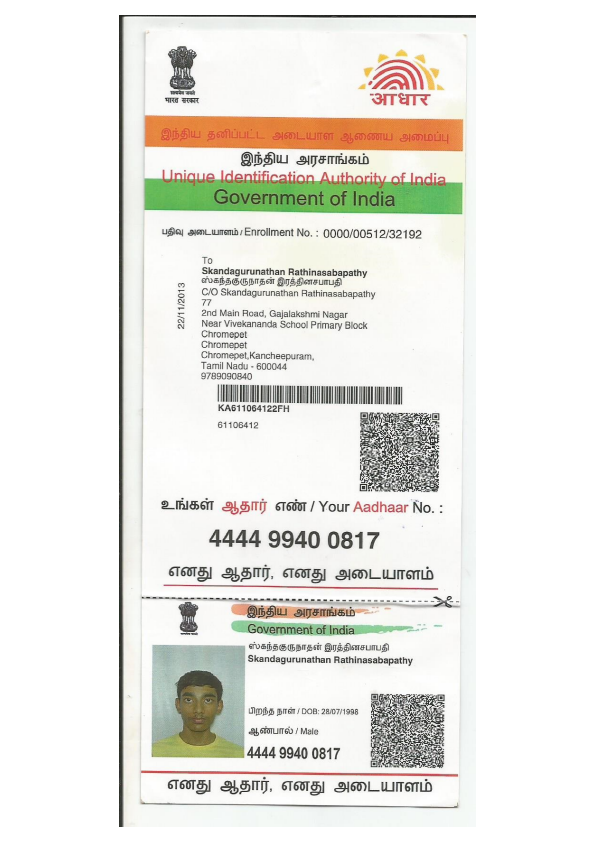 सत्यमेव जयते
भारत सरकार
आधार
இந்திய தனிப்பட்ட அடையாள ஆணைய அமைப்பு
இந்திய அரசாங்கம்
Unique Identification Authority of India
Government of India
பதிவு அடையாளம் / Enrollment No. : 0000/00512/32192
22/11/2013
To
Skandagurunathan Rathinasabapathy
ஸ்கந்தகுருநாதன் இரத்தினசபாபதி
C/O Skandagurunathan Rathinasabapathy
77
2nd Main Road, Gajalakshmi Nagar
Near Vivekananda School Primary Block
Chromepet
Chromepet
Chromepet,Kancheepuram,
Tamil Nadu - 600044
9789090840
KA611064122FH
61106412
உங்கள் ஆதார் எண் / Your Aadhaar No. :
4444 9940 0817
எனது ஆதார், எனது அடையாளம்
இந்திய அரசாங்கம்
Government of India
ஸ்கந்தகுருநாதன் இரத்தினசபாபதி
Skandagurunathan Rathinasabapathy
பிறந்த நாள் / DOB: 28/07/1998
ஆண்பால் / Male
4444 9940 0817
எனது ஆதார், எனது அடையாளம்